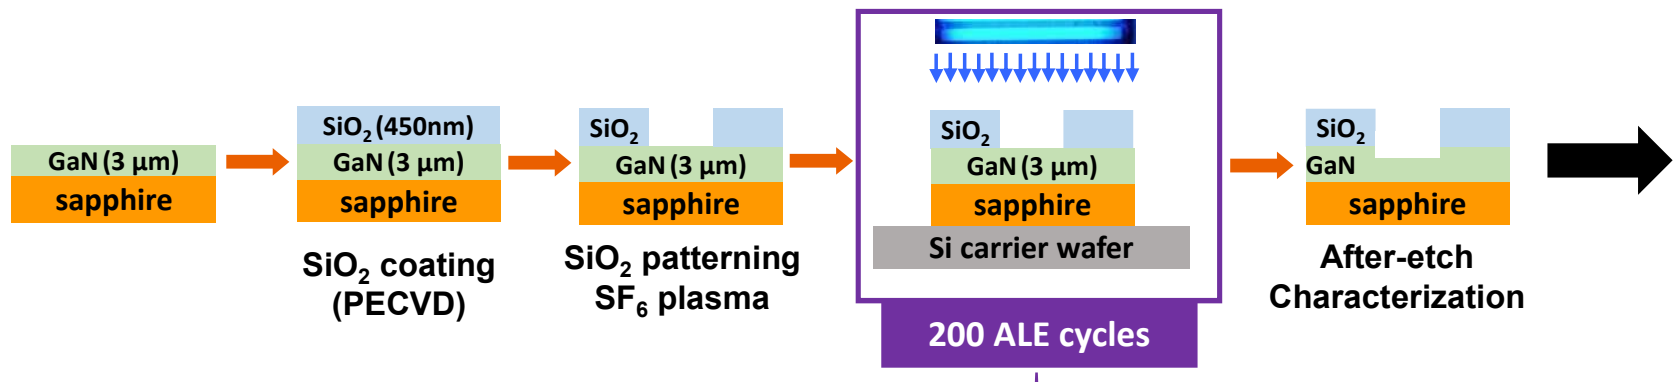 GaN (3 μm)
sapphire
SiO₂ (450nm)
GaN (3 μm)
sapphire
SiO₂ coating
(PECVD)
SiO₂
GaN (3 μm)
sapphire
SiO₂ patterning
SF₆ plasma
SiO₂
GaN (3 μm)
sapphire
Si carrier wafer
200 ALE cycles
SiO₂
GaN
sapphire
After-etch
Characterization